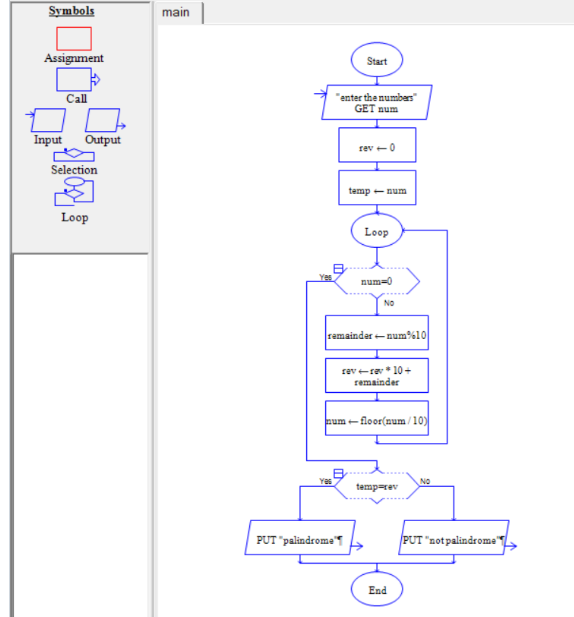 Symbols
Assignment
Call
Input
Output
Selection
Loop
main
Start
"enter the numbers"
GET num
rev ← 0
temp ← num
Loop
Yes
num=0
No
remainder ← num%10
rev ← rev * 10 +
remainder
num ← floor(num / 10)
Yes
temp=rev
No
PUT "palindrome"¶
PUT "not palindrome"¶
End